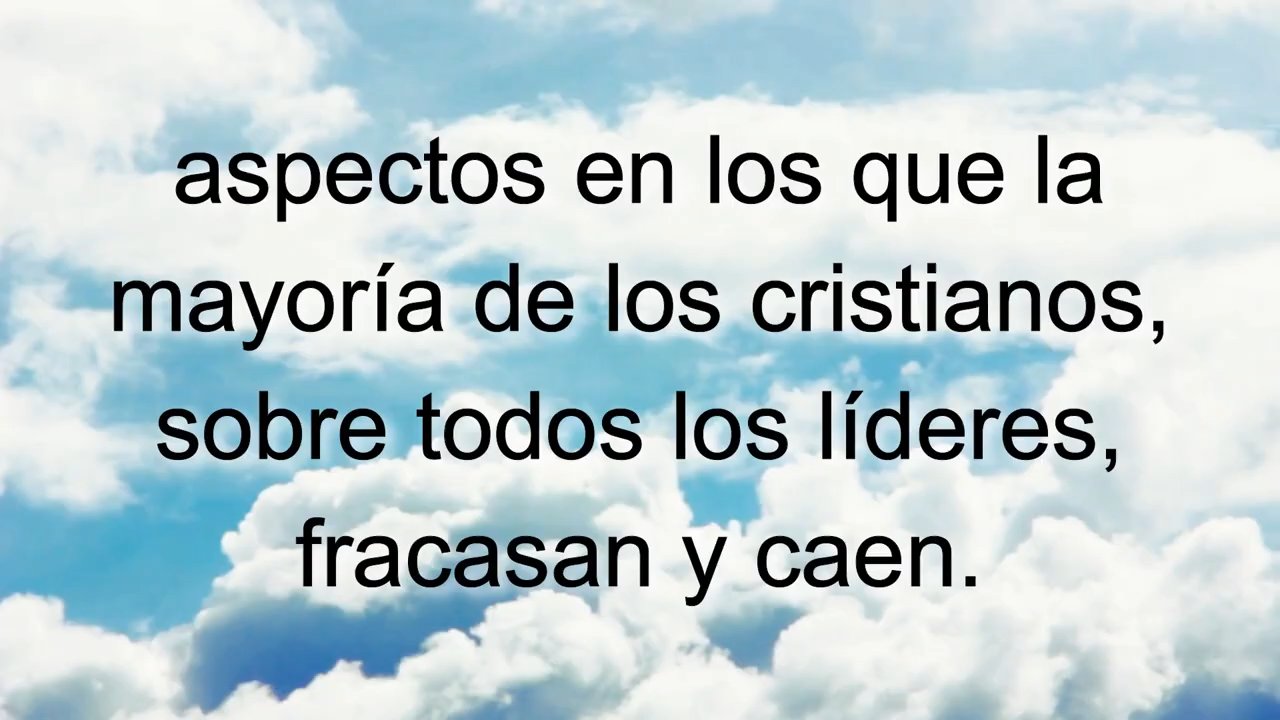 aspectos en los que la
mayoría de los cristianos,
sobre todos los líderes,
fracasan y caen.